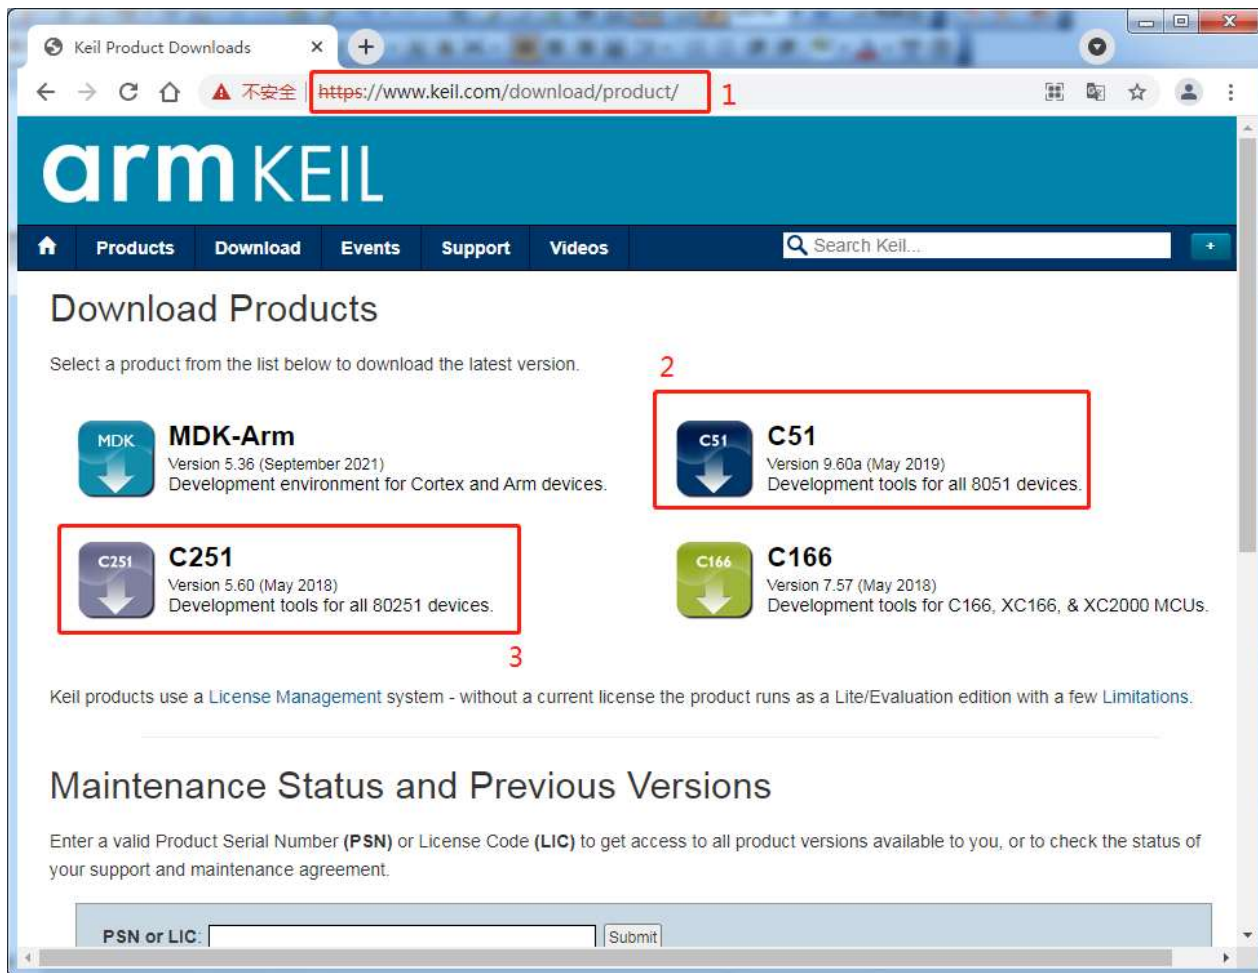 Keil Product Downloads
不安全 https://www.keil.com/download/product/ 1
arm KEIL
Products Download Events Support Videos Search Keil... +
Download Products
Select a product from the list below to download the latest version.
2
MDK
MDK-Arm
Version 5.36 (September 2021)
Development environment for Cortex and Arm devices.
C51
C51
Version 9.60a (May 2019)
Development tools for all 8051 devices.
C251
C251
Version 5.60 (May 2018)
Development tools for all 80251 devices.
C166
C166
Version 7.57 (May 2018)
Development tools for C166, XC166, & XC2000 MCUs.
3
Keil products use a License Management system - without a current license the product runs as a Lite/Evaluation edition with a few Limitations.
Maintenance Status and Previous Versions
Enter a valid Product Serial Number (PSN) or License Code (LIC) to get access to all product versions available to you, or to check the status of
your support and maintenance agreement.
PSN or LIC: Submit